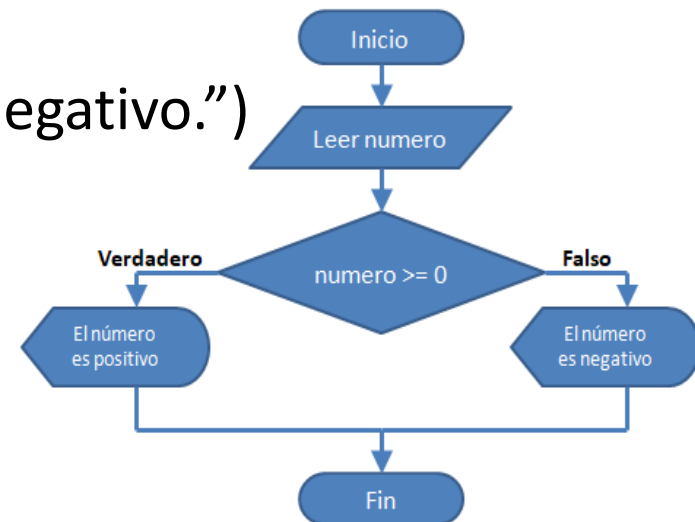 Inicio
egativo.”)
Leer numero
Verdadero
numero >= 0
Falso
El número
es positivo
El número
es negativo
Fin